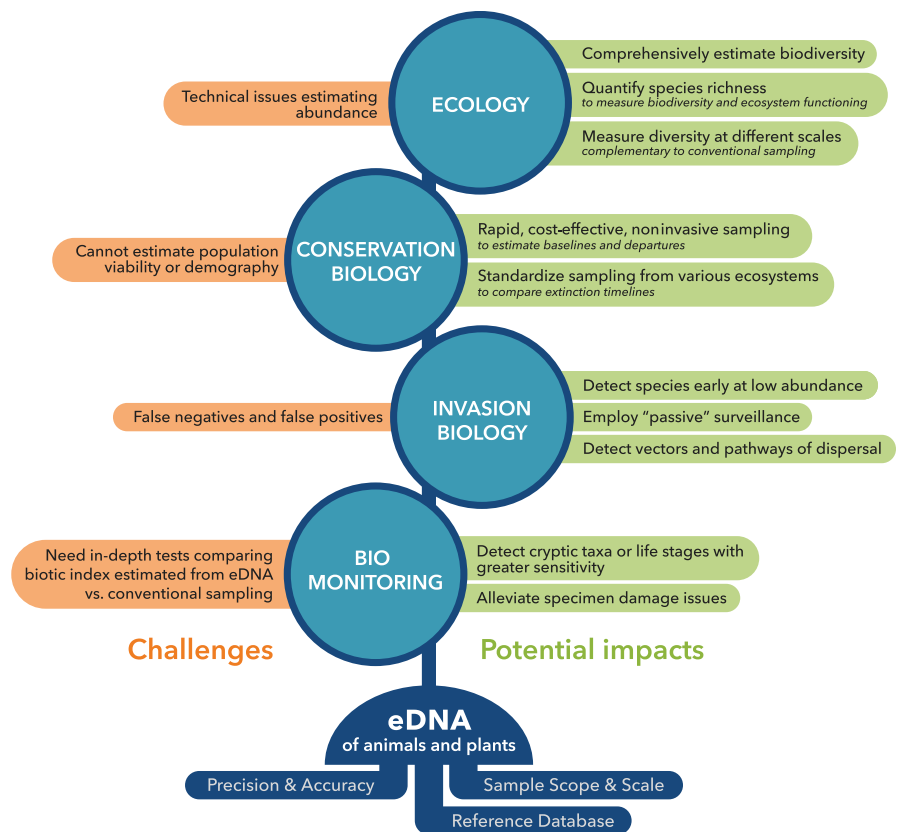 ECOLOGY
Technical issues estimating
abundance
Comprehensively estimate biodiversity
Quantify species richness
to measure biodiversity and ecosystem functioning
Measure diversity at different scales
complementary to conventional sampling
CONSERVATION
BIOLOGY
Cannot estimate population
viability or demography
Rapid, cost-effective, noninvasive sampling
to estimate baselines and departures
Standardize sampling from various ecosystems
to compare extinction timelines
INVASION
BIOLOGY
False negatives and false positives
Detect species early at low abundance
Employ “passive” surveillance
Detect vectors and pathways of dispersal
BIO
MONITORING
Need in-depth tests comparing
biotic index estimated from eDNA
vs. conventional sampling
Detect cryptic taxa or life stages with
greater sensitivity
Alleviate specimen damage issues
Challenges
Potential impacts
eDNA
of animals and plants
Precision & Accuracy
Sample Scope & Scale
Reference Database